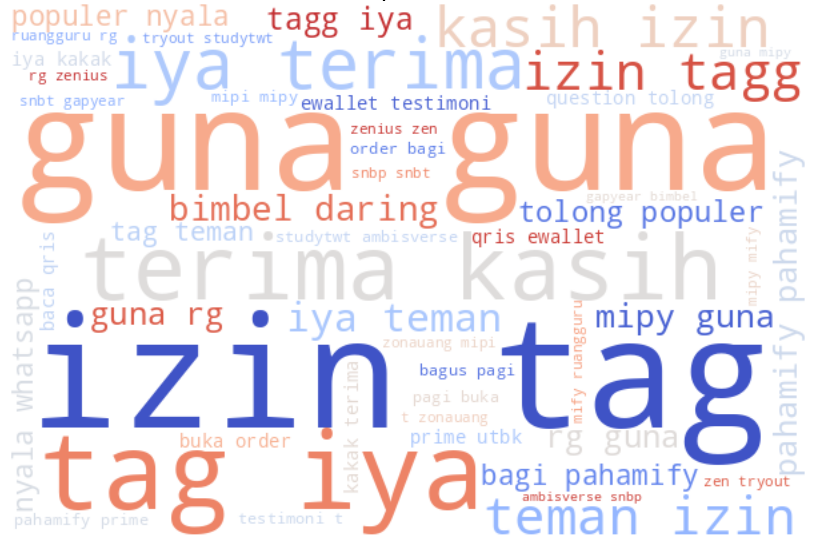 populer nyala
tagg iya
kasih izin
ruangguru rg
tryout studytwt
iya kakak
iya terima
izin tagg
guna mipy
rg zenius
snbt gapyear
mipi mipy
ewallet testimoni
question tolong
guna guna
zenius zen
order bagi
snbp snbt
gapyear bimbel
bimbel daring
tolong populer
tag teman
studytwt ambisverse
qris ewallet
baca qris
terima kasih
mipy mify
pahamify pahamify
nyala whatsapp
guna rg
iya teman
mipy guna
mify ruangguru
zonauang mipi
izin tag
bagus pagi
kakak terima
pagi buka
t zonauang
buka order
prime utbk
rg guna
tag iya
bagi pahamify
zen tryout
ambisverse snbp
pahamify prime
testimoni t
teman izin